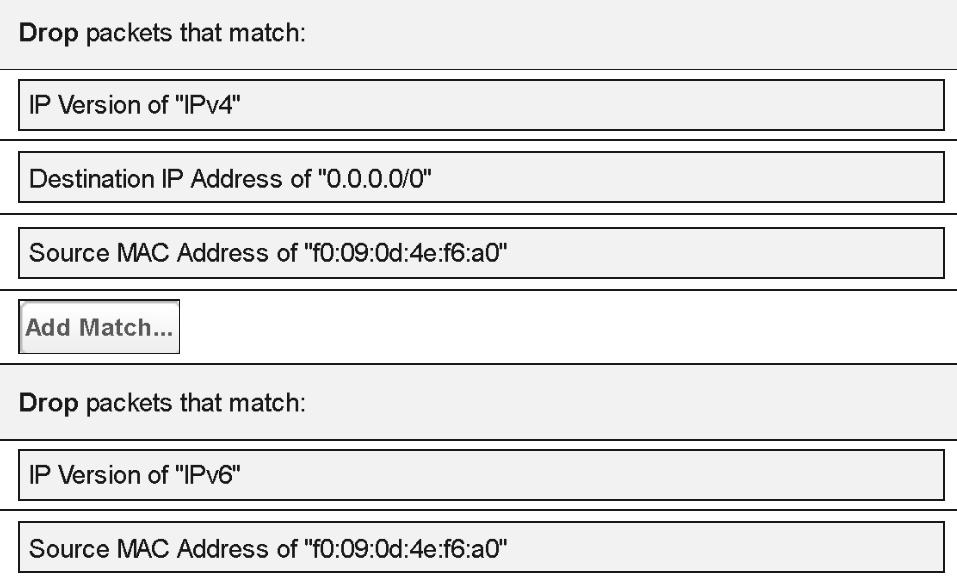 Drop packets that match:
IP Version of "IPv4"
Destination IP Address of "0.0.0.0/0"
Source MAC Address of "f0:09:0d:4e:f6:a0"
Add Match...
Drop packets that match:
IP Version of "IPv6"
Source MAC Address of "f0:09:0d:4e:f6:a0"